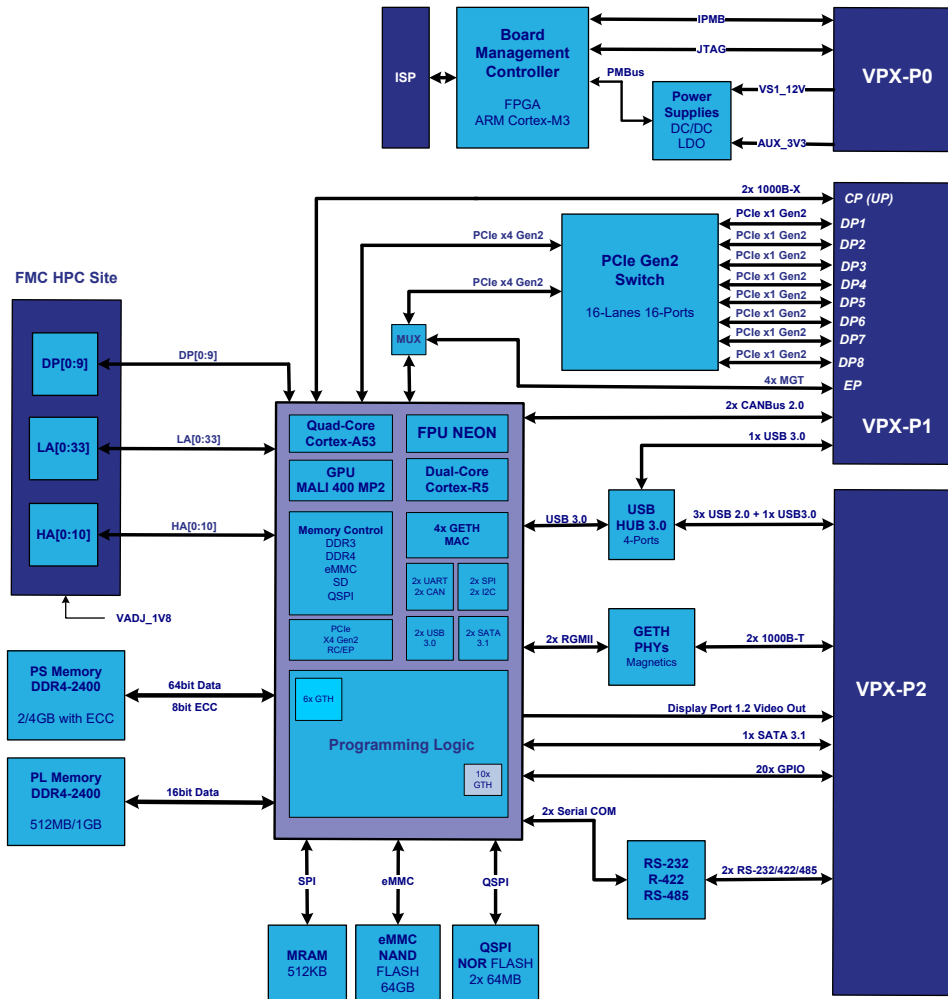 ISP
Board
Management
Controller
FPGA
ARM Cortex-M3
IPMB
JTAG
PMBus
Power
Supplies
DC/DC
LDO
VS1_12V
AUX_3V3
VPX-P0
2x 1000B-X
CP (UP)
PCIe x4 Gen2
PCIe x4 Gen2
MUX
PCIe Gen2
Switch
16-Lanes 16-Ports
PCIe x1 Gen2
DP1
PCIe x1 Gen2
DP2
PCIe x1 Gen2
DP3
PCIe x1 Gen2
DP4
PCIe x1 Gen2
DP5
PCIe x1 Gen2
DP6
PCIe x1 Gen2
DP7
PCIe x1 Gen2
DP8
4x MGT
EP
2x CANBus 2.0
VPX-P1
1x USB 3.0
FMC HPC Site
DP[0:9]
DP[0:9]
LA[0:33]
LA[0:33]
HA[0:10]
HA[0:10]
VADJ_1V8
Quad-Core
Cortex-A53
FPU NEON
GPU
MALI 400 MP2
Dual-Core
Cortex-R5
Memory Control
DDR3
DDR4
eMMC
SD
QSPI
4x GETH
MAC
2x UART
2x CAN
2x SPI
2x I2C
PCIe
X4 Gen2
RC/EP
2x USB
3.0
2x SATA
3.1
6x GTH
Programming Logic
10x
GTH
USB 3.0
USB
HUB 3.0
4-Ports
3x USB 2.0 + 1x USB3.0
2x RGMII
GETH
PHYs
Magnetics
2x 1000B-T
VPX-P2
Display Port 1.2 Video Out
1x SATA 3.1
20x GPIO
2x Serial COM
RS-232
R-422
RS-485
2x RS-232/422/485
PS Memory
DDR4-2400
2/4GB with ECC
64bit Data
8bit ECC
PL Memory
DDR4-2400
512MB/1GB
16bit Data
SPI
eMMC
QSPI
MRAM
512KB
eMMC
NAND
FLASH
64GB
QSPI
NOR FLASH
2x 64MB